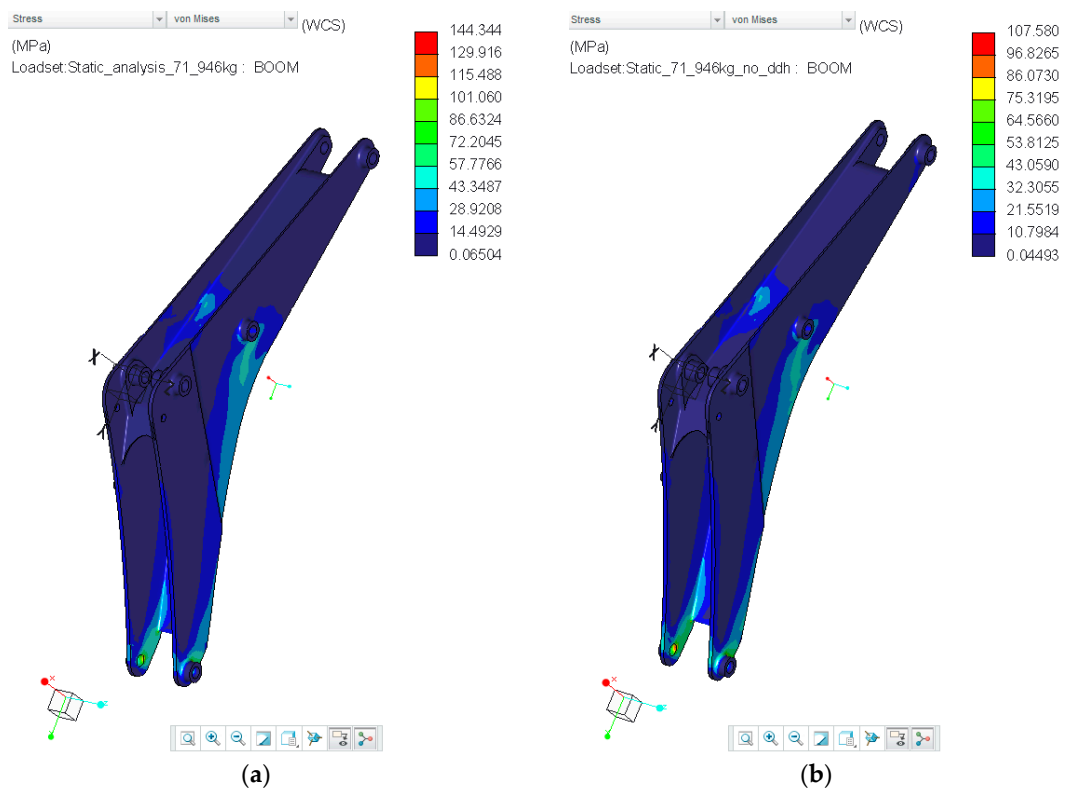 Stress
von Mises
(WCS)
(MPa)
Loadset:Static_analysis_71_946kg : BOOM
144.344
129.916
115.488
101.060
86.6324
72.2045
57.7766
43.3487
28.9208
14.4929
0.06504
X
Y
X
Y
Z
(a)
Stress
von Mises
(WCS)
(MPa)
Loadset:Static_71_946kg_no_ddh : BOOM
107.580
96.8265
86.0730
75.3195
64.5660
53.8125
43.0590
32.3055
21.5519
10.7984
0.04493
X
Y
X
Y
Z
(b)